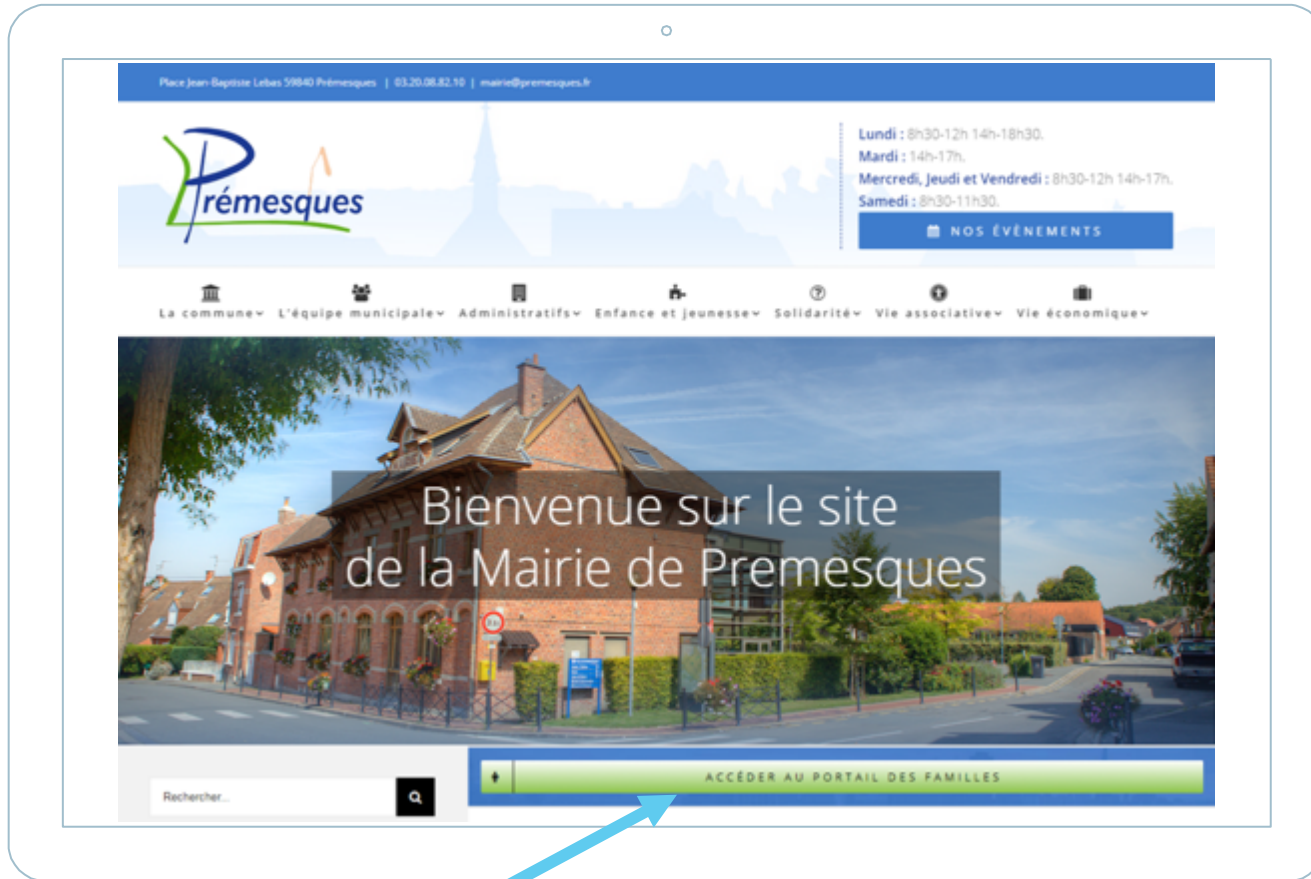 Place Jean-Baptiste Lebas 59840 Prémesques | 03.20.08.82.10 | mairie@premesques.fr
Prémesques
Lundi : 8h30-12h 14h-18h30.
Mardi : 14h-17h.
Mercredi, Jeudi et Vendredi : 8h30-12h 14h-17h.
Samedi : 8h30-11h30.
NOS ÉVÈNEMENTS
La commune L'équipe municipale Administratifs Enfance et jeunesse Solidarité Vie associative Vie économique
Bienvenue sur le site
de la Mairie de Premesques
ACCÉDER AU PORTAIL DES FAMILLES
Rechercher...